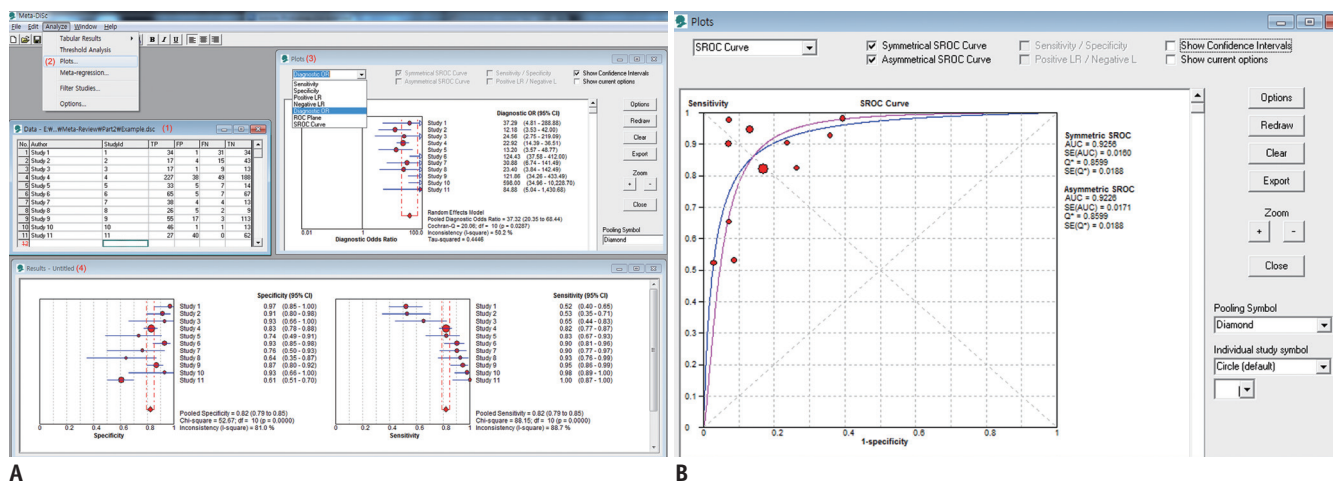 Meta-DiSc
File Edit Analyze Window Help
Tabular Results
Threshold Analysis
(2) Plots...
Meta-regression...
Filter Studies...
Options...
B I U
Plots (3)
Diagnostic OR
Sensitivity
Specificity
Positive LR
Negative LR
Diagnostic OR
ROC Plane
SROC Curve
Symmetrical SROC Curve
Asymmetrical SROC Curve
Sensitivity / Specificity
Positive LR / Negative L
Show Confidence Intervals
Show current options
Diagnostic OR (95% CI)
Study 1 37.29 (4.81 - 288.88)
Study 2 12.18 (3.53 - 42.00)
Study 3 24.56 (2.75 - 219.09)
Study 4 22.92 (14.39 - 36.51)
Study 5 13.20 (3.57 - 48.77)
Study 6 124.43 (37.58 - 412.00)
Study 7 30.88 (6.74 - 141.49)
Study 8 23.40 (3.84 - 142.49)
Study 9 121.86 (34.26 - 433.49)
Study 10 598.00 (34.96 - 10,228.70)
Study 11 84.88 (5.04 - 1,430.68)
Random Effects Model
Pooled Diagnostic Odds Ratio = 37.32 (20.35 to 68.44)
Cochran-Q = 20.06; df = 10 (p = 0.0287)
Inconsistency (I-square) = 50.2 %
Tau-squared = 0.4446
0.01 1 100.0
Diagnostic Odds Ratio
Options
Redraw
Clear
Export
Zoom
+ -
Close
Pooling Symbol
Diamond
(1)
No. Author StudyId TP FP FN TN
1 Study 1 1 34 1 31 34
2 Study 2 2 17 4 15 43
3 Study 3 3 17 1 9 13
4 Study 4 4 227 38 49 188
5 Study 5 5 33 5 7 14
6 Study 6 6 65 5 7 67
7 Study 7 7 38 4 4 13
8 Study 8 8 26 5 2 9
9 Study 9 9 55 17 3 113
10 Study 10 10 46 1 1 13
11 Study 11 11 27 40 0 62
12
Results - Untitled (4)
Specificity (95% CI)
Study 1 0.97 (0.85 - 1.00)
Study 2 0.91 (0.80 - 0.98)
Study 3 0.93 (0.66 - 1.00)
Study 4 0.83 (0.78 - 0.88)
Study 5 0.74 (0.49 - 0.91)
Study 6 0.93 (0.85 - 0.98)
Study 7 0.76 (0.50 - 0.93)
Study 8 0.64 (0.35 - 0.87)
Study 9 0.87 (0.80 - 0.92)
Study 10 0.93 (0.66 - 1.00)
Study 11 0.61 (0.51 - 0.70)
Pooled Specificity = 0.82 (0.79 to 0.85)
Chi-square = 52.67; df = 10 (p = 0.0000)
Inconsistency (I-square) = 81.0 %
0 0.2 0.4 0.6 0.8 1
Specificity
Sensitivity (95% CI)
Study 1 0.52 (0.40 - 0.65)
Study 2 0.53 (0.35 - 0.71)
Study 3 0.65 (0.44 - 0.83)
Study 4 0.82 (0.77 - 0.87)
Study 5 0.83 (0.67 - 0.93)
Study 6 0.90 (0.81 - 0.96)
Study 7 0.90 (0.77 - 0.97)
Study 8 0.93 (0.76 - 0.99)
Study 9 0.95 (0.86 - 0.99)
Study 10 0.98 (0.89 - 1.00)
Study 11 1.00 (0.87 - 1.00)
Pooled Sensitivity = 0.82 (0.79 to 0.85)
Chi-square = 88.15; df = 10 (p = 0.0000)
Inconsistency (I-square) = 88.7 %
0 0.2 0.4 0.6 0.8 1
Sensitivity
A
Plots
SROC Curve
Symmetrical SROC Curve
Asymmetrical SROC Curve
Sensitivity / Specificity
Positive LR / Negative L
Show Confidence Intervals
Show current options
Sensitivity
SROC Curve
1
0.9
0.8
0.7
0.6
0.5
0.4
0.3
0.2
0.1
0
0 0.2 0.4 0.6 0.8 1
1-specificity
Symmetric SROC
AUC = 0.9256
SE(AUC) = 0.0160
Q* = 0.8599
SE(Q*) = 0.0188
Asymmetric SROC
AUC = 0.9226
SE(AUC) = 0.0171
Q* = 0.8599
SE(Q*) = 0.0188
Options
Redraw
Clear
Export
Zoom
+ -
Close
Pooling Symbol
Diamond
Individual study symbol
Circle (default)
B